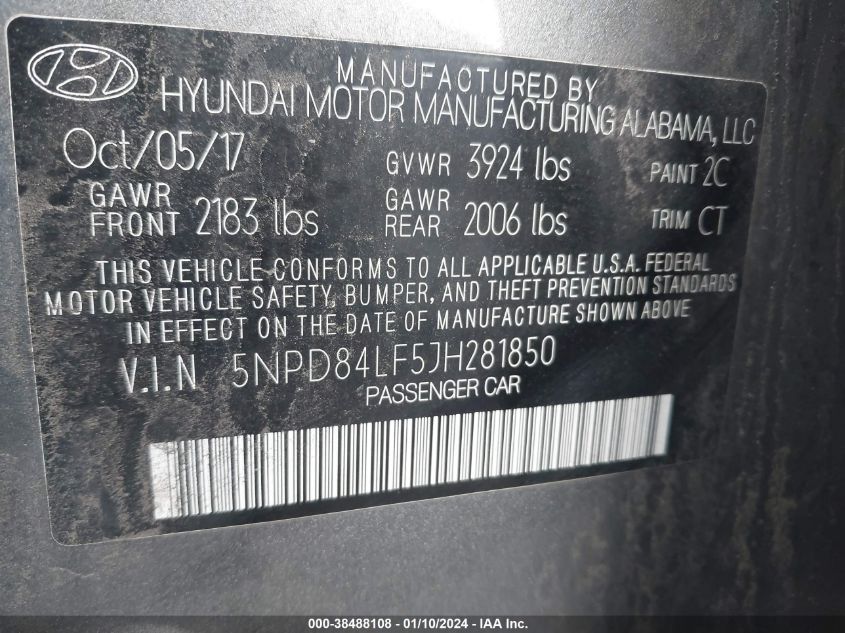 MANUFACTURED BY
HYUNDAI MOTOR MANUFACTURING ALABAMA, LLC
Oct/05/17 GVWR 3924 lbs PAINT 2C
GAWR FRONT 2183 lbs GAWR REAR 2006 lbs TRIM CT
THIS VEHICLE CONFORMS TO ALL APPLICABLE U.S.A. FEDERAL
MOTOR VEHICLE SAFETY, BUMPER, AND THEFT PREVENTION STANDARDS
IN EFFECT ON THE DATE OF MANUFACTURE SHOWN ABOVE.
V.I.N 5NPD84LF5JH281850
PASSENGER CAR
000-38488108 - 01/10/2024 - IAA Inc.